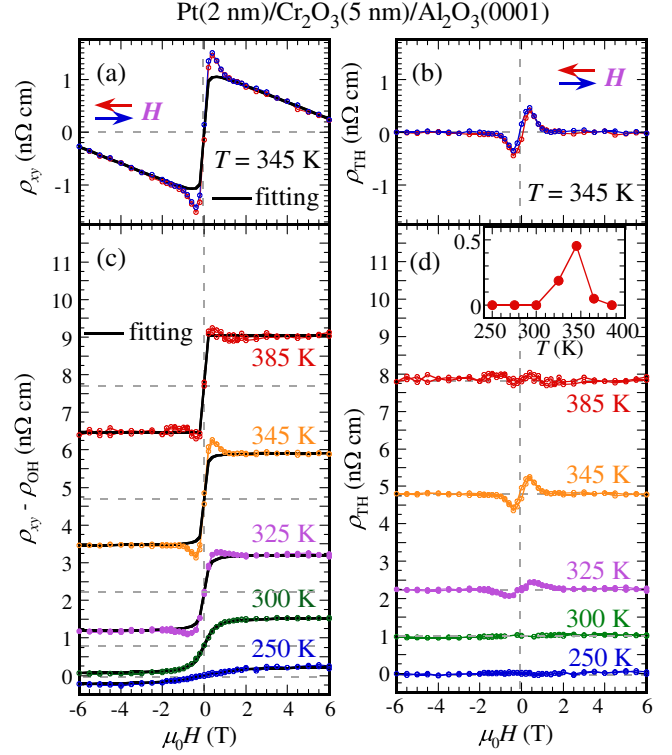 Pt(2 nm)/Cr₂O₃(5 nm)/Al₂O₃(0001)
(a)
H
T = 345 K
fitting
ρxy (nΩ cm)
1
0
-1
(b)
H
T = 345 K
ρTH (nΩ cm)
1
0
-1
(c)
fitting
385 K
345 K
325 K
300 K
250 K
ρxy - ρOH (nΩ cm)
11
10
9
8
7
6
5
4
3
2
1
0
-6 -4 -2 0 2 4 6
μ₀H (T)
(d)
0.5
0
250 300 350 400
T (K)
385 K
345 K
325 K
300 K
250 K
ρTH (nΩ cm)
11
10
9
8
7
6
5
4
3
2
1
0
-6 -4 -2 0 2 4 6
μ₀H (T)